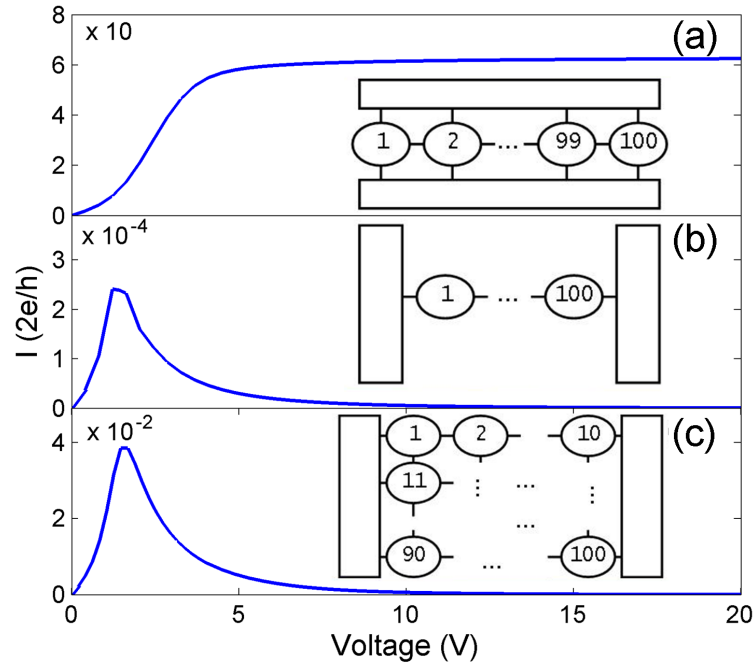 8
x 10
(a)
6
4
2
0
1 2 ... 99 100
x 10⁻⁴
(b)
3
2
1
0
1 ... 100
I (2e/h)
x 10⁻²
(c)
4
2
0
1 2 10
11 ⋮ ... ⋮
...
90 ... 100
0 5 10 15 20
Voltage (V)